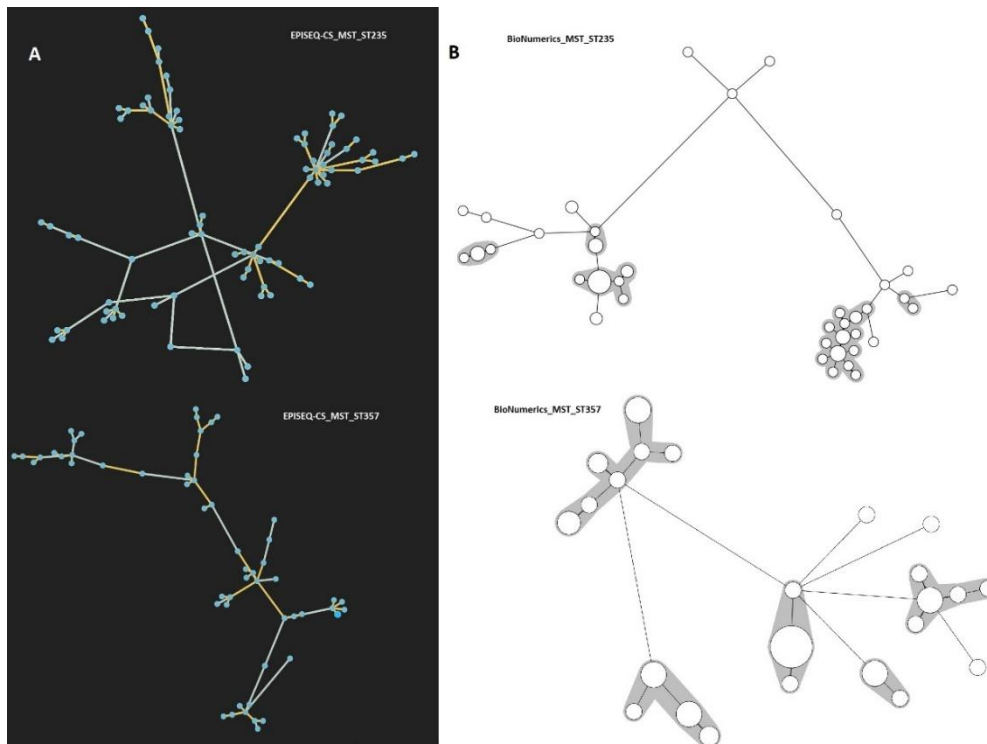 A
EPISEQ-CS_MST_ST235
B
BioNumerics_MST_ST235
EPISEQ-CS_MST_ST357
BioNumerics_MST_ST357